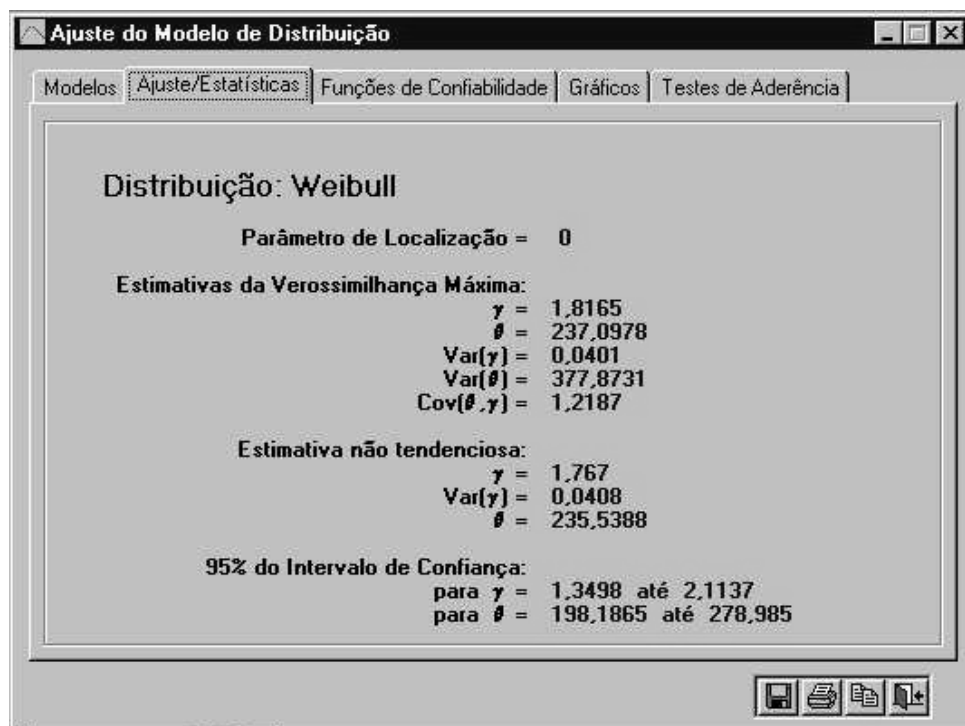 Ajuste do Modelo de Distribuição
Modelos Ajuste/Estatísticas Funções de Confiabilidade Gráficos Testes de Aderência
Distribuição: Weibull
Parâmetro de Localização = 0
Estimativas da Verossimilhança Máxima:
γ = 1,8165
θ = 237,0978
Var(γ) = 0,0401
Var(θ) = 377,8731
Cov(θ,γ) = 1,2187
Estimativa não tendenciosa:
γ = 1,767
Var(γ) = 0,0408
θ = 235,5388
95% do Intervalo de Confiança:
para γ = 1,3498 até 2,1137
para θ = 198,1865 até 278,985